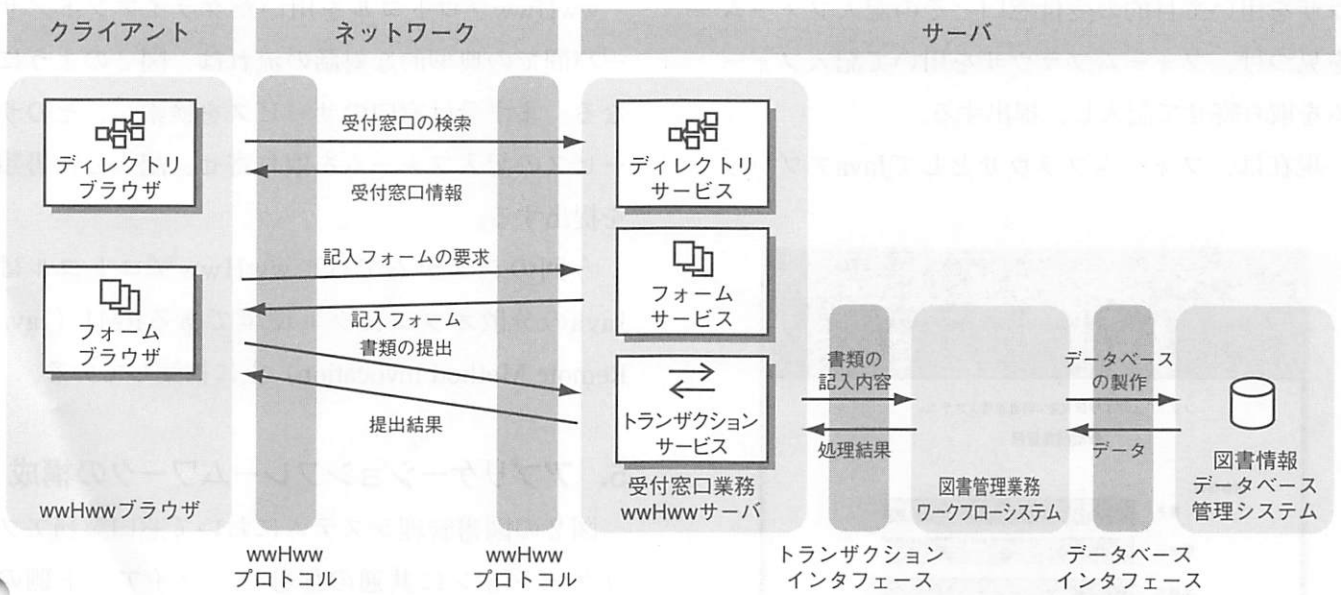 クライアント
ネットワーク
サーバ
ディレクトリ
ブラウザ
受付窓口の検索
受付窓口情報
ディレクトリ
サービス
フォーム
ブラウザ
記入フォームの要求
記入フォーム
書類の提出
提出結果
フォーム
サービス
トランザクション
サービス
書類の
記入内容
処理結果
データベース
の製作
データ
wwHwwブラウザ
受付窓口業務
wwHwwサーバ
図書管理業務
ワークフローシステム
図書情報
データベース
管理システム
wwHww
プロトコル
wwHww
プロトコル
トランザクション
インタフェース
データベース
インタフェース